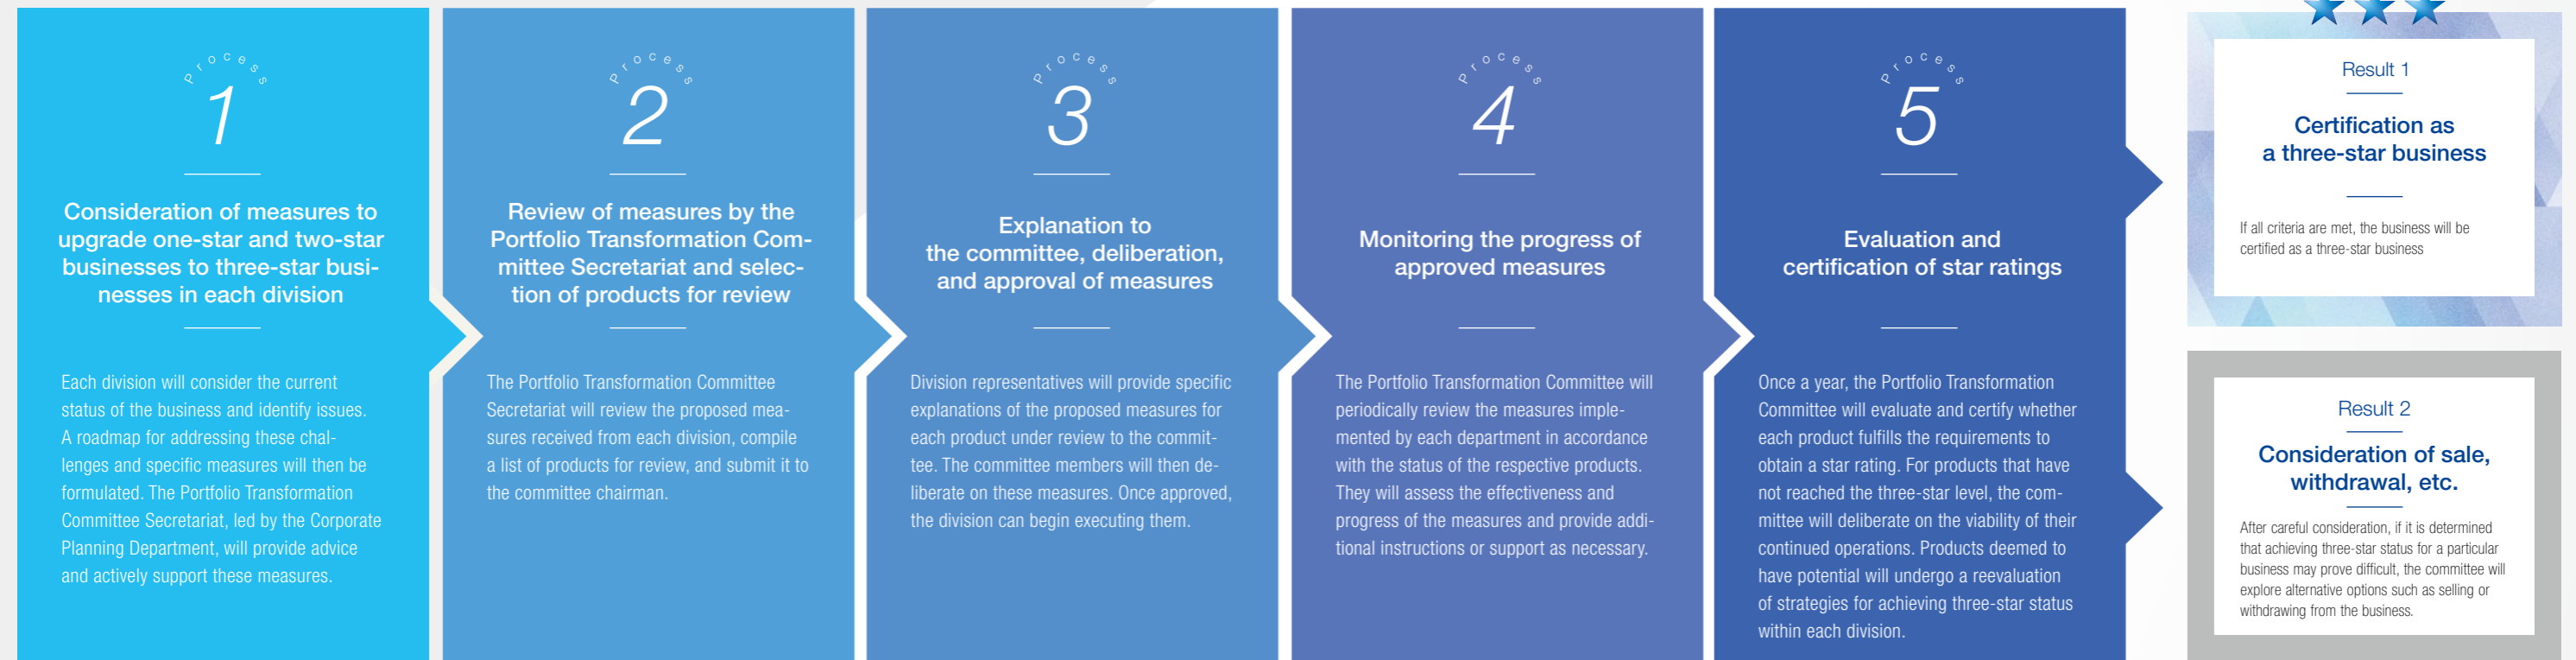 Process
1
Consideration of measures to
upgrade one-star and two-star
businesses to three-star busi-
nesses in each division
Each division will consider the current
status of the business and identify issues.
A roadmap for addressing these chal-
lenges and specific measures will then be
formulated. The Portfolio Transformation
Committee Secretariat, led by the Corporate
Planning Department, will provide advice
and actively support these measures.
Process
2
Review of measures by the
Portfolio Transformation Com-
mittee Secretariat and selec-
tion of products for review
The Portfolio Transformation Committee
Secretariat will review the proposed mea-
sures received from each division, compile
a list of products for review, and submit it to
the committee chairman.
Process
3
Explanation to
the committee, deliberation,
and approval of measures
Division representatives will provide specific
explanations of the proposed measures for
each product under review to the commit-
tee. The committee members will then de-
liberate on these measures. Once approved,
the division can begin executing them.
Process
4
Monitoring the progress of
approved measures
The Portfolio Transformation Committee will
periodically review the measures imple-
mented by each department in accordance
with the status of the respective products.
They will assess the effectiveness and
progress of the measures and provide addi-
tional instructions or support as necessary.
Process
5
Evaluation and
certification of star ratings
Once a year, the Portfolio Transformation
Committee will evaluate and certify whether
each product fulfills the requirements to
obtain a star rating. For products that have
not reached the three-star level, the com-
mittee will deliberate on the viability of their
continued operations. Products deemed to
have potential will undergo a reevaluation
of strategies for achieving three-star status
within each division.
Result 1
Certification as
a three-star business
If all criteria are met, the business will be
certified as a three-star business
Result 2
Consideration of sale,
withdrawal, etc.
After careful consideration, if it is determined
that achieving three-star status for a particular
business may prove difficult, the committee will
explore alternative options such as selling or
withdrawing from the business.